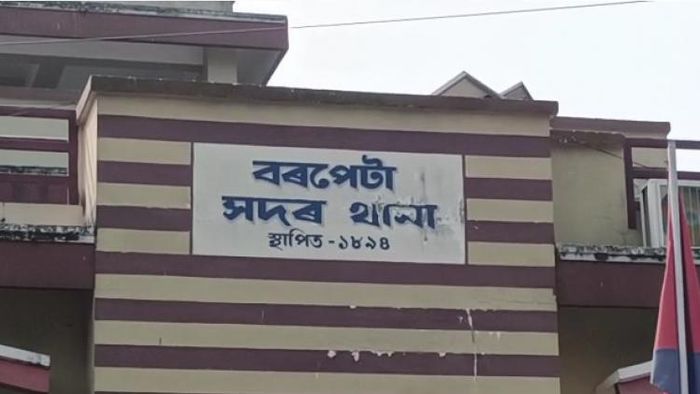 বৰপেটা
সদৰ থানা
স্থাপিত - ১৮৯৪